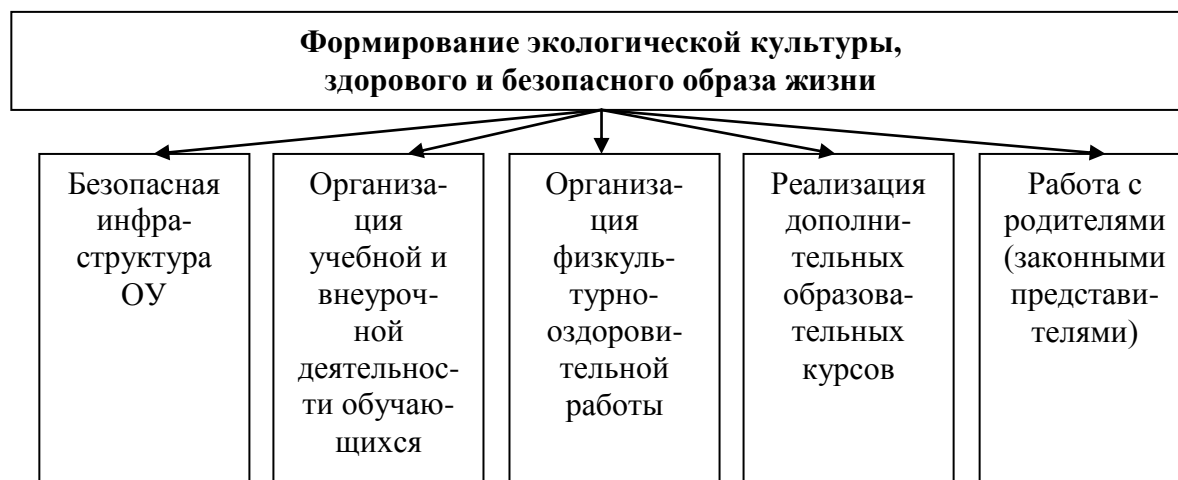 Формирование экологической культуры,
здорового и безопасного образа жизни
Безопасная
инфра-
структура
ОУ
Организа-
ция
учебной и
внеуроч-
ной
деятельнос-
ти обучаю-
щихся
Организа-
ция
физкуль-
турно-
оздорови-
тельной
работы
Реализация
дополни-
тельных
образова-
тельных
курсов
Работа с
родителями
(законными
представи-
телями)